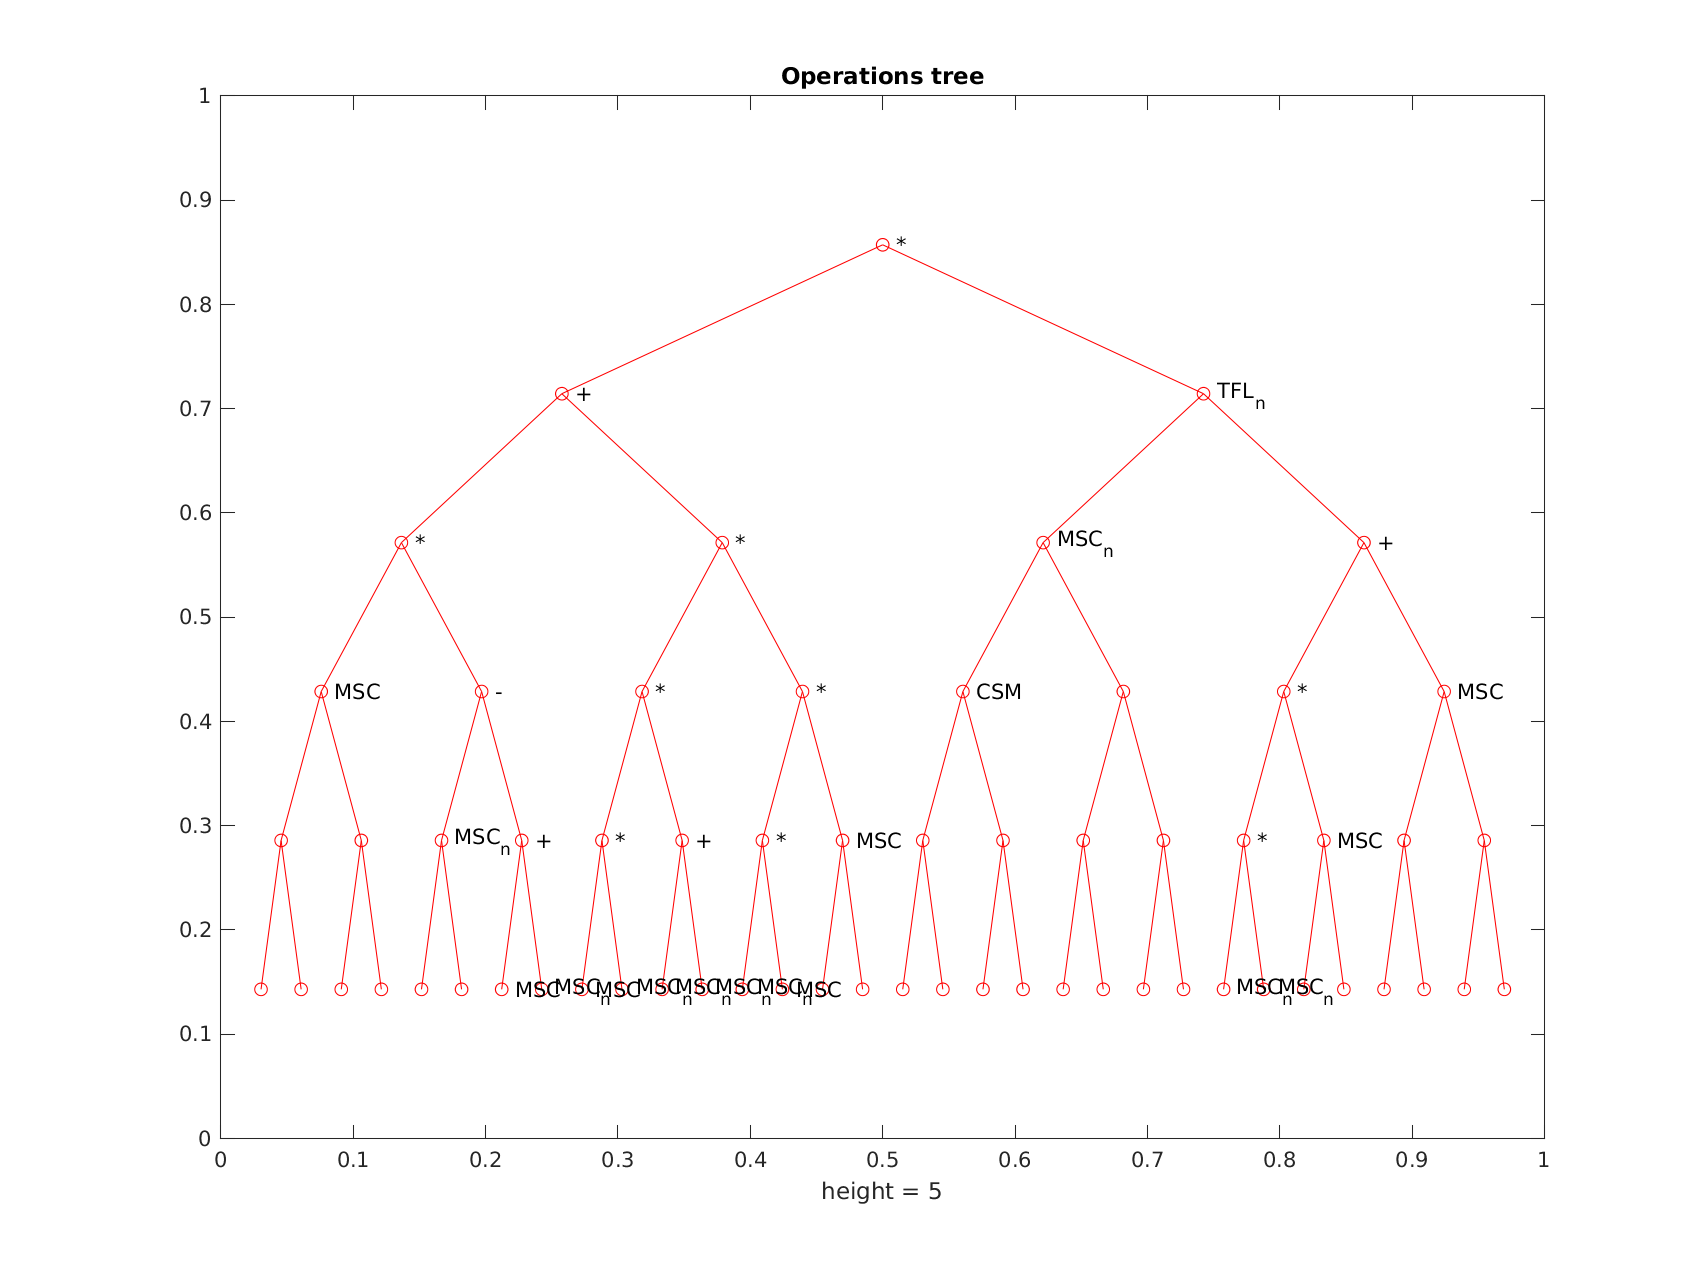 Operations tree
1
0.9
*
0.8
+ TFLn
0.7
0.6
* * MSCn +
0.5
MSC - * * CSM * MSC
0.4
0.3
MSCn + * + * MSC * MSC
0.2
MSC MSCn MSC MSCn MSCn MSCn MSCn MSC MSCn MSCn
0.1
0
0 0.1 0.2 0.3 0.4 0.5 0.6 0.7 0.8 0.9 1
height = 5